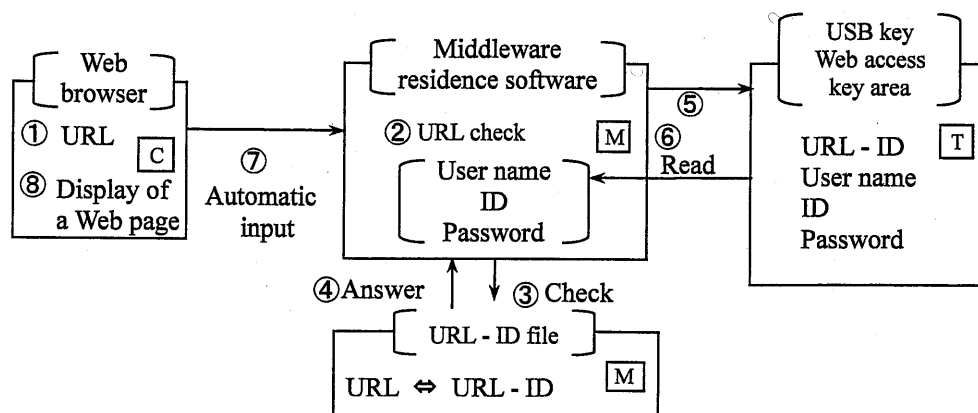 Web
browser
① URL
C
⑧ Display of
a Web page
⑦
Automatic
input
Middleware
residence software
② URL check
M
User name
ID
Password
⑤
⑥
Read
USB key
Web access
key area
T
URL - ID
User name
ID
Password
④ Answer
③ Check
URL - ID file
M
URL ⇔ URL - ID